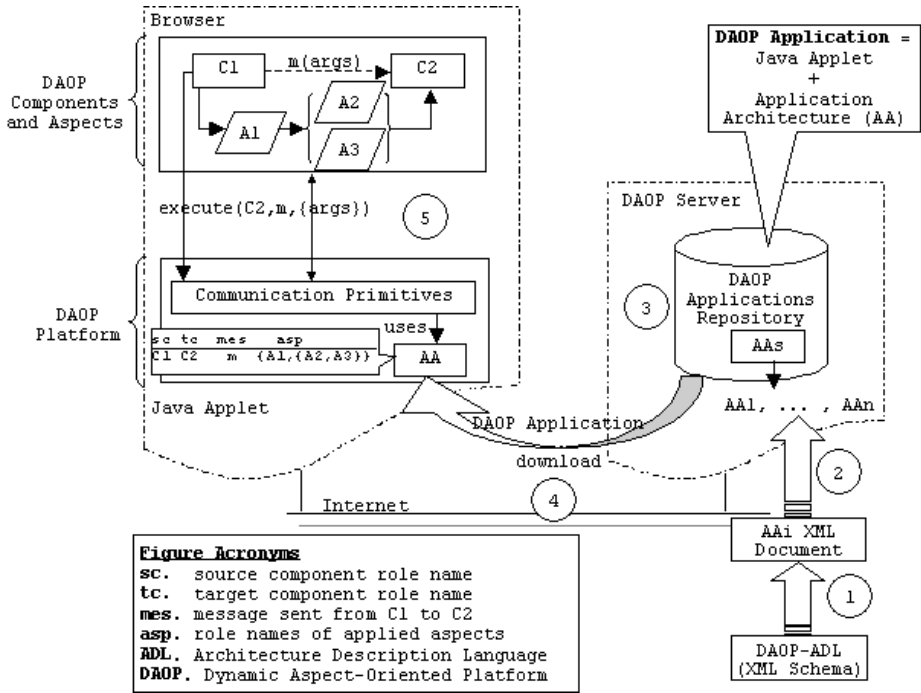 Browser
DAOP
Components
and Aspects
C1
m(args)
C2
A1
A2
A3
execute(C2,m,{args})
5
DAOP
Platform
Communication Primitives
uses
sc tc mes asp
C1 C2 m {A1,{A2,A3}}
AA
Java Applet
DAOP Application =
Java Applet
+
Application
Architecture (AA)
DAOP Server
3
DAOP
Applications
Repository
AAs
AA1, ... , AAn
DAOP Application
download
4
Internet
2
AAi XML
Document
1
DAOP-ADL
(XML Schema)
Figure Acronyms
sc. source component role name
tc. target component role name
mes. message sent from C1 to C2
asp. role names of applied aspects
ADL. Architecture Description Language
DAOP. Dynamic Aspect-Oriented Platform